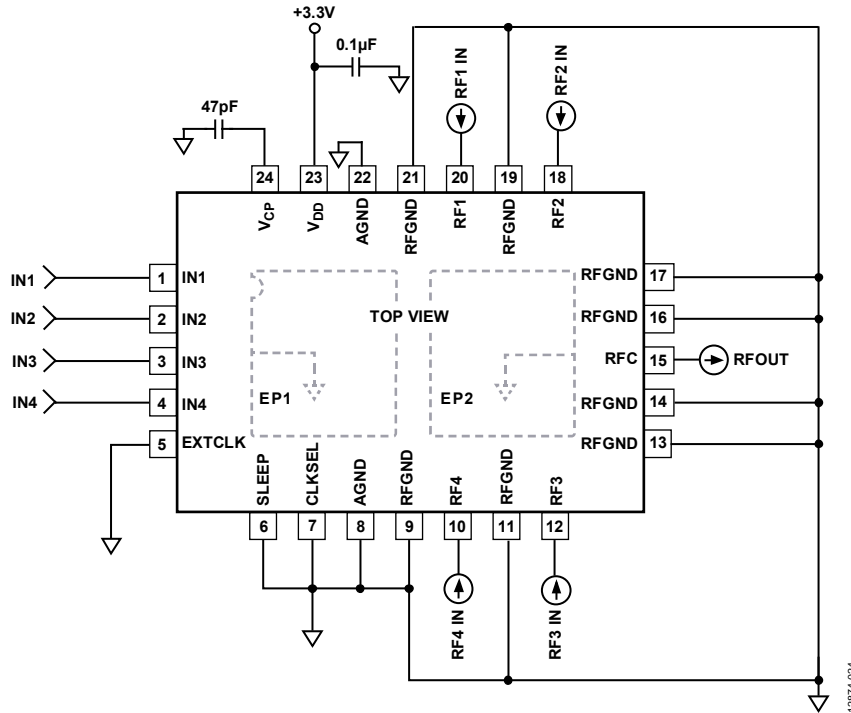 +3.3V
0.1µF
47pF
RF1 IN
RF2 IN
24
23
22
21
20
19
18
VCP
VDD
AGND
RFGND
RF1
RFGND
RF2
IN1
1
IN1
IN2
2
IN2
IN3
3
IN3
IN4
4
IN4
5
EXTCLK
TOP VIEW
EP1
EP2
RFGND
17
RFGND
16
RFC
15
RFOUT
RFGND
14
RFGND
13
SLEEP
CLKSEL
AGND
RFGND
RF4
RFGND
RF3
6
7
8
9
10
11
12
RF4 IN
RF3 IN